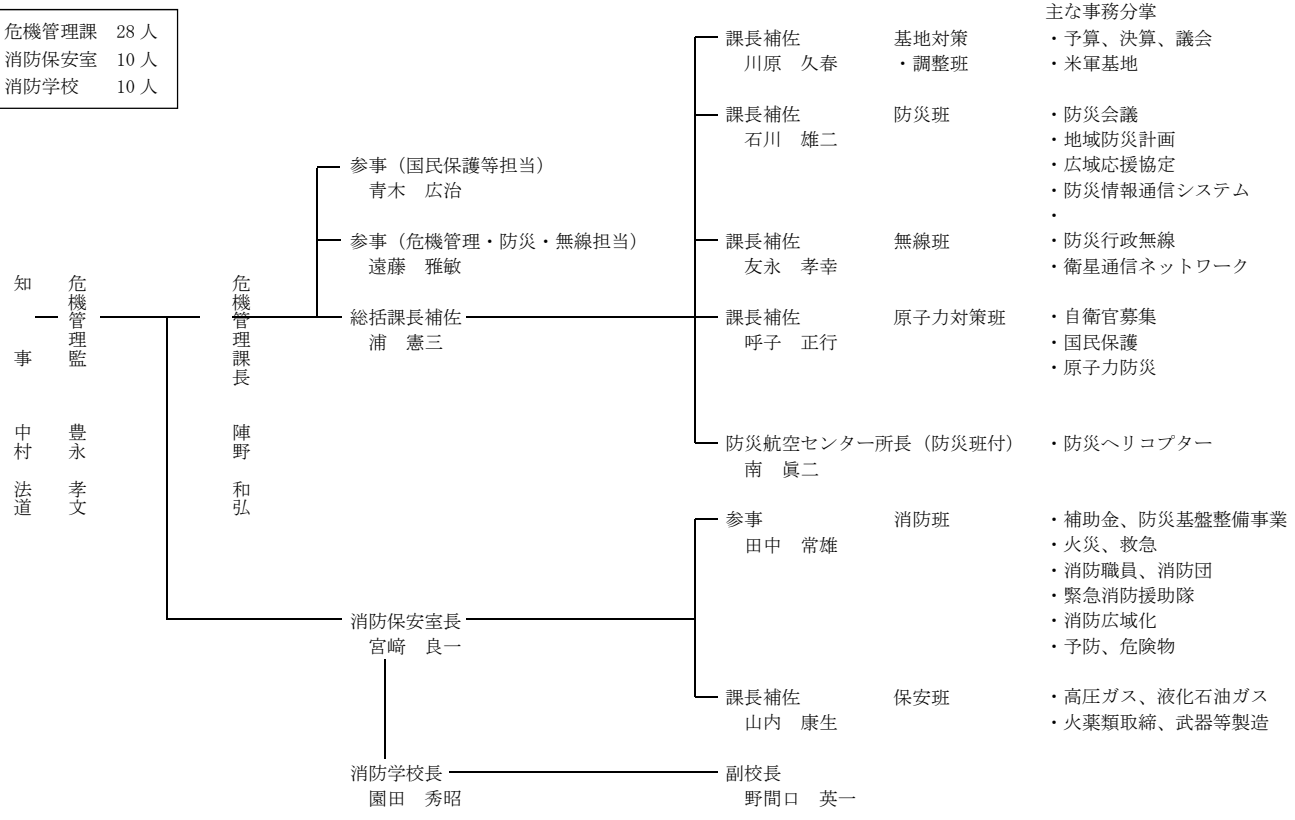 危機管理課　28 人
消防保安室　10 人
消防学校　　10 人
知　事　中村　法道
危機管理監　豊永　孝文
危機管理課長　陣野　和弘
参事（国民保護等担当）
青木　広治
参事（危機管理・防災・無線担当）
遠藤　雅敏
総括課長補佐
浦　憲三
消防保安室長
宮﨑　良一
消防学校長
園田　秀昭
主な事務分掌
課長補佐　基地対策　・予算、決算、議会
川原　久春　・調整班　・米軍基地
課長補佐　防災班　・防災会議
石川　雄二　・地域防災計画
・広域応援協定
・防災情報通信システム
・
課長補佐　無線班　・防災行政無線
友永　孝幸　・衛星通信ネットワーク
課長補佐　原子力対策班　・自衛官募集
呼子　正行　・国民保護
・原子力防災
防災航空センター所長（防災班付）　・防災ヘリコプター
南　眞二
参事　消防班　・補助金、防災基盤整備事業
田中　常雄　・火災、救急
・消防職員、消防団
・緊急消防援助隊
・消防広域化
・予防、危険物
課長補佐　保安班　・高圧ガス、液化石油ガス
山内　康生　・火薬類取締、武器等製造
副校長
野間口　英一